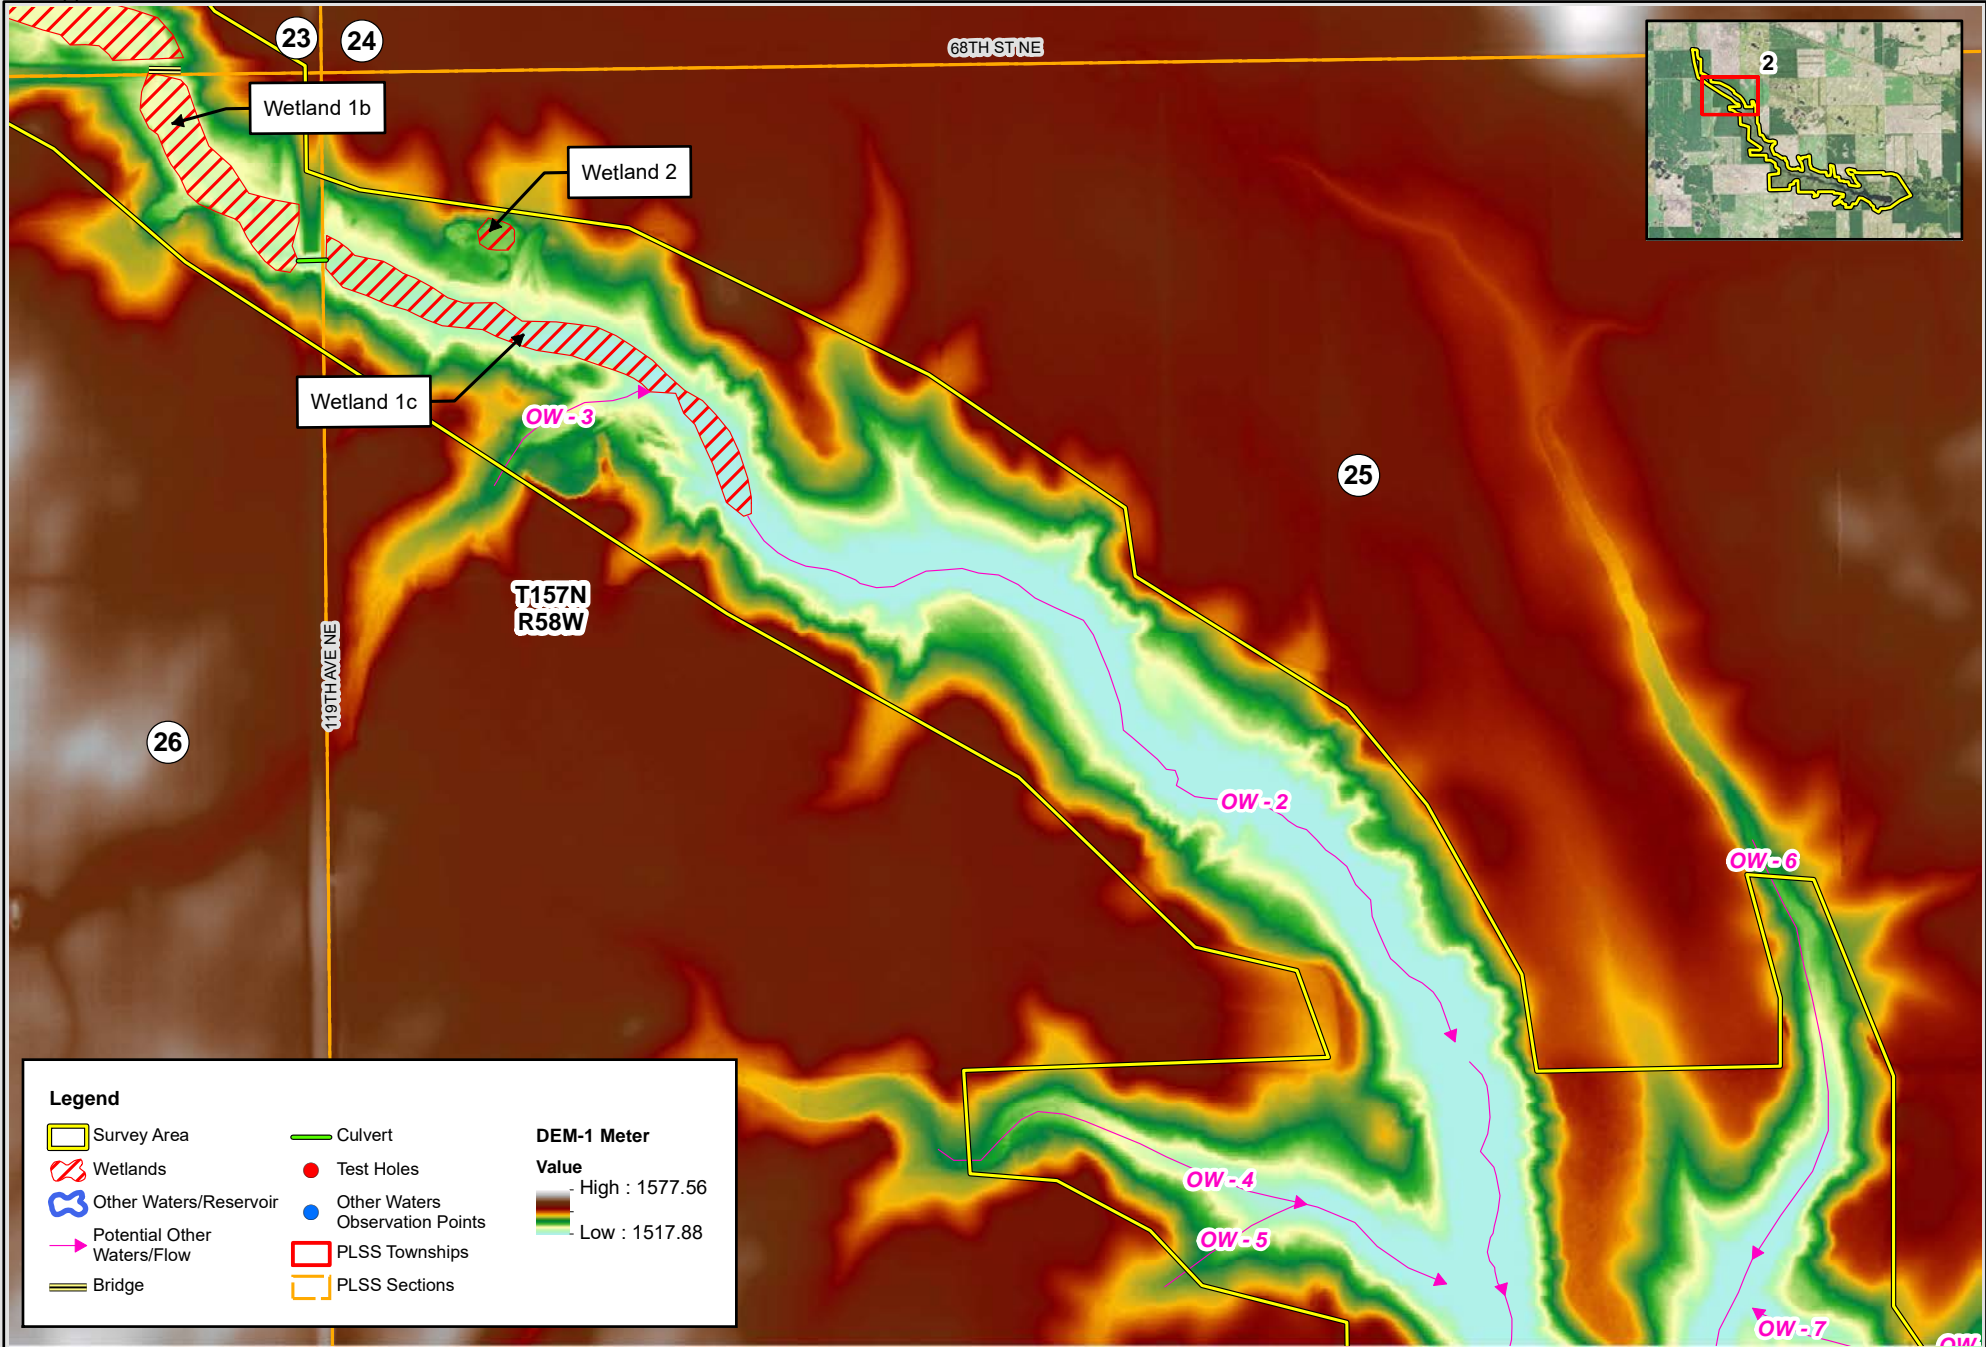 23
24
68TH ST NE
2
Wetland 1b
Wetland 2
Wetland 1c
OW - 3
25
T157N
R58W
119TH AVE NE
26
OW - 2
OW - 6
OW - 4
OW - 5
OW - 7
OW
Legend
Survey Area
Wetlands
Other Waters/Reservoir
Potential Other
Waters/Flow
Bridge
Culvert
Test Holes
Other Waters
Observation Points
PLSS Townships
PLSS Sections
DEM-1 Meter
Value
High : 1577.56
Low : 1517.88